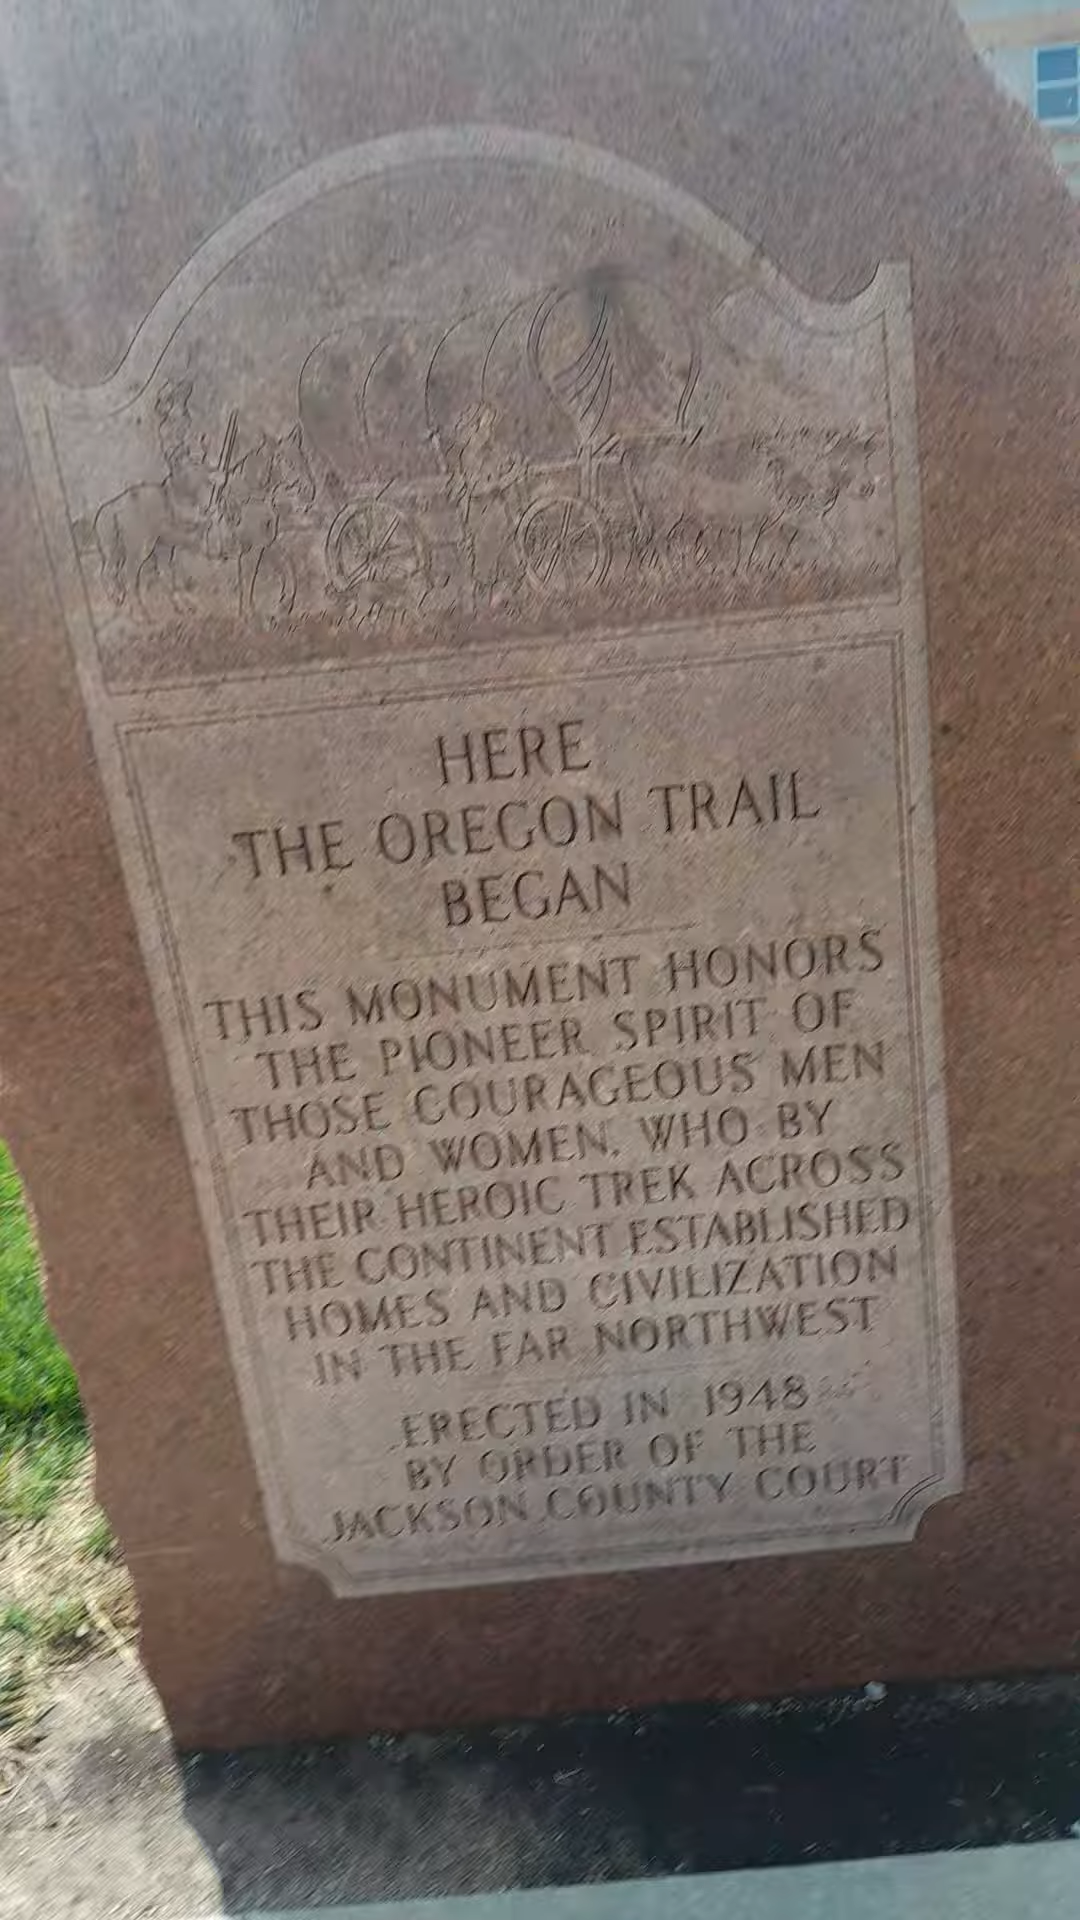 HERE
THE OREGON TRAIL
BEGAN
THIS MONUMENT HONORS
THE PIONEER SPIRIT OF
THOSE COURAGEOUS MEN
AND WOMEN, WHO BY
THEIR HEROIC TREK ACROSS
THE CONTINENT ESTABLISHED
HOMES AND CIVILIZATION
IN THE FAR NORTHWEST
ERECTED IN 1948
BY ORDER OF THE
JACKSON COUNTY COURT